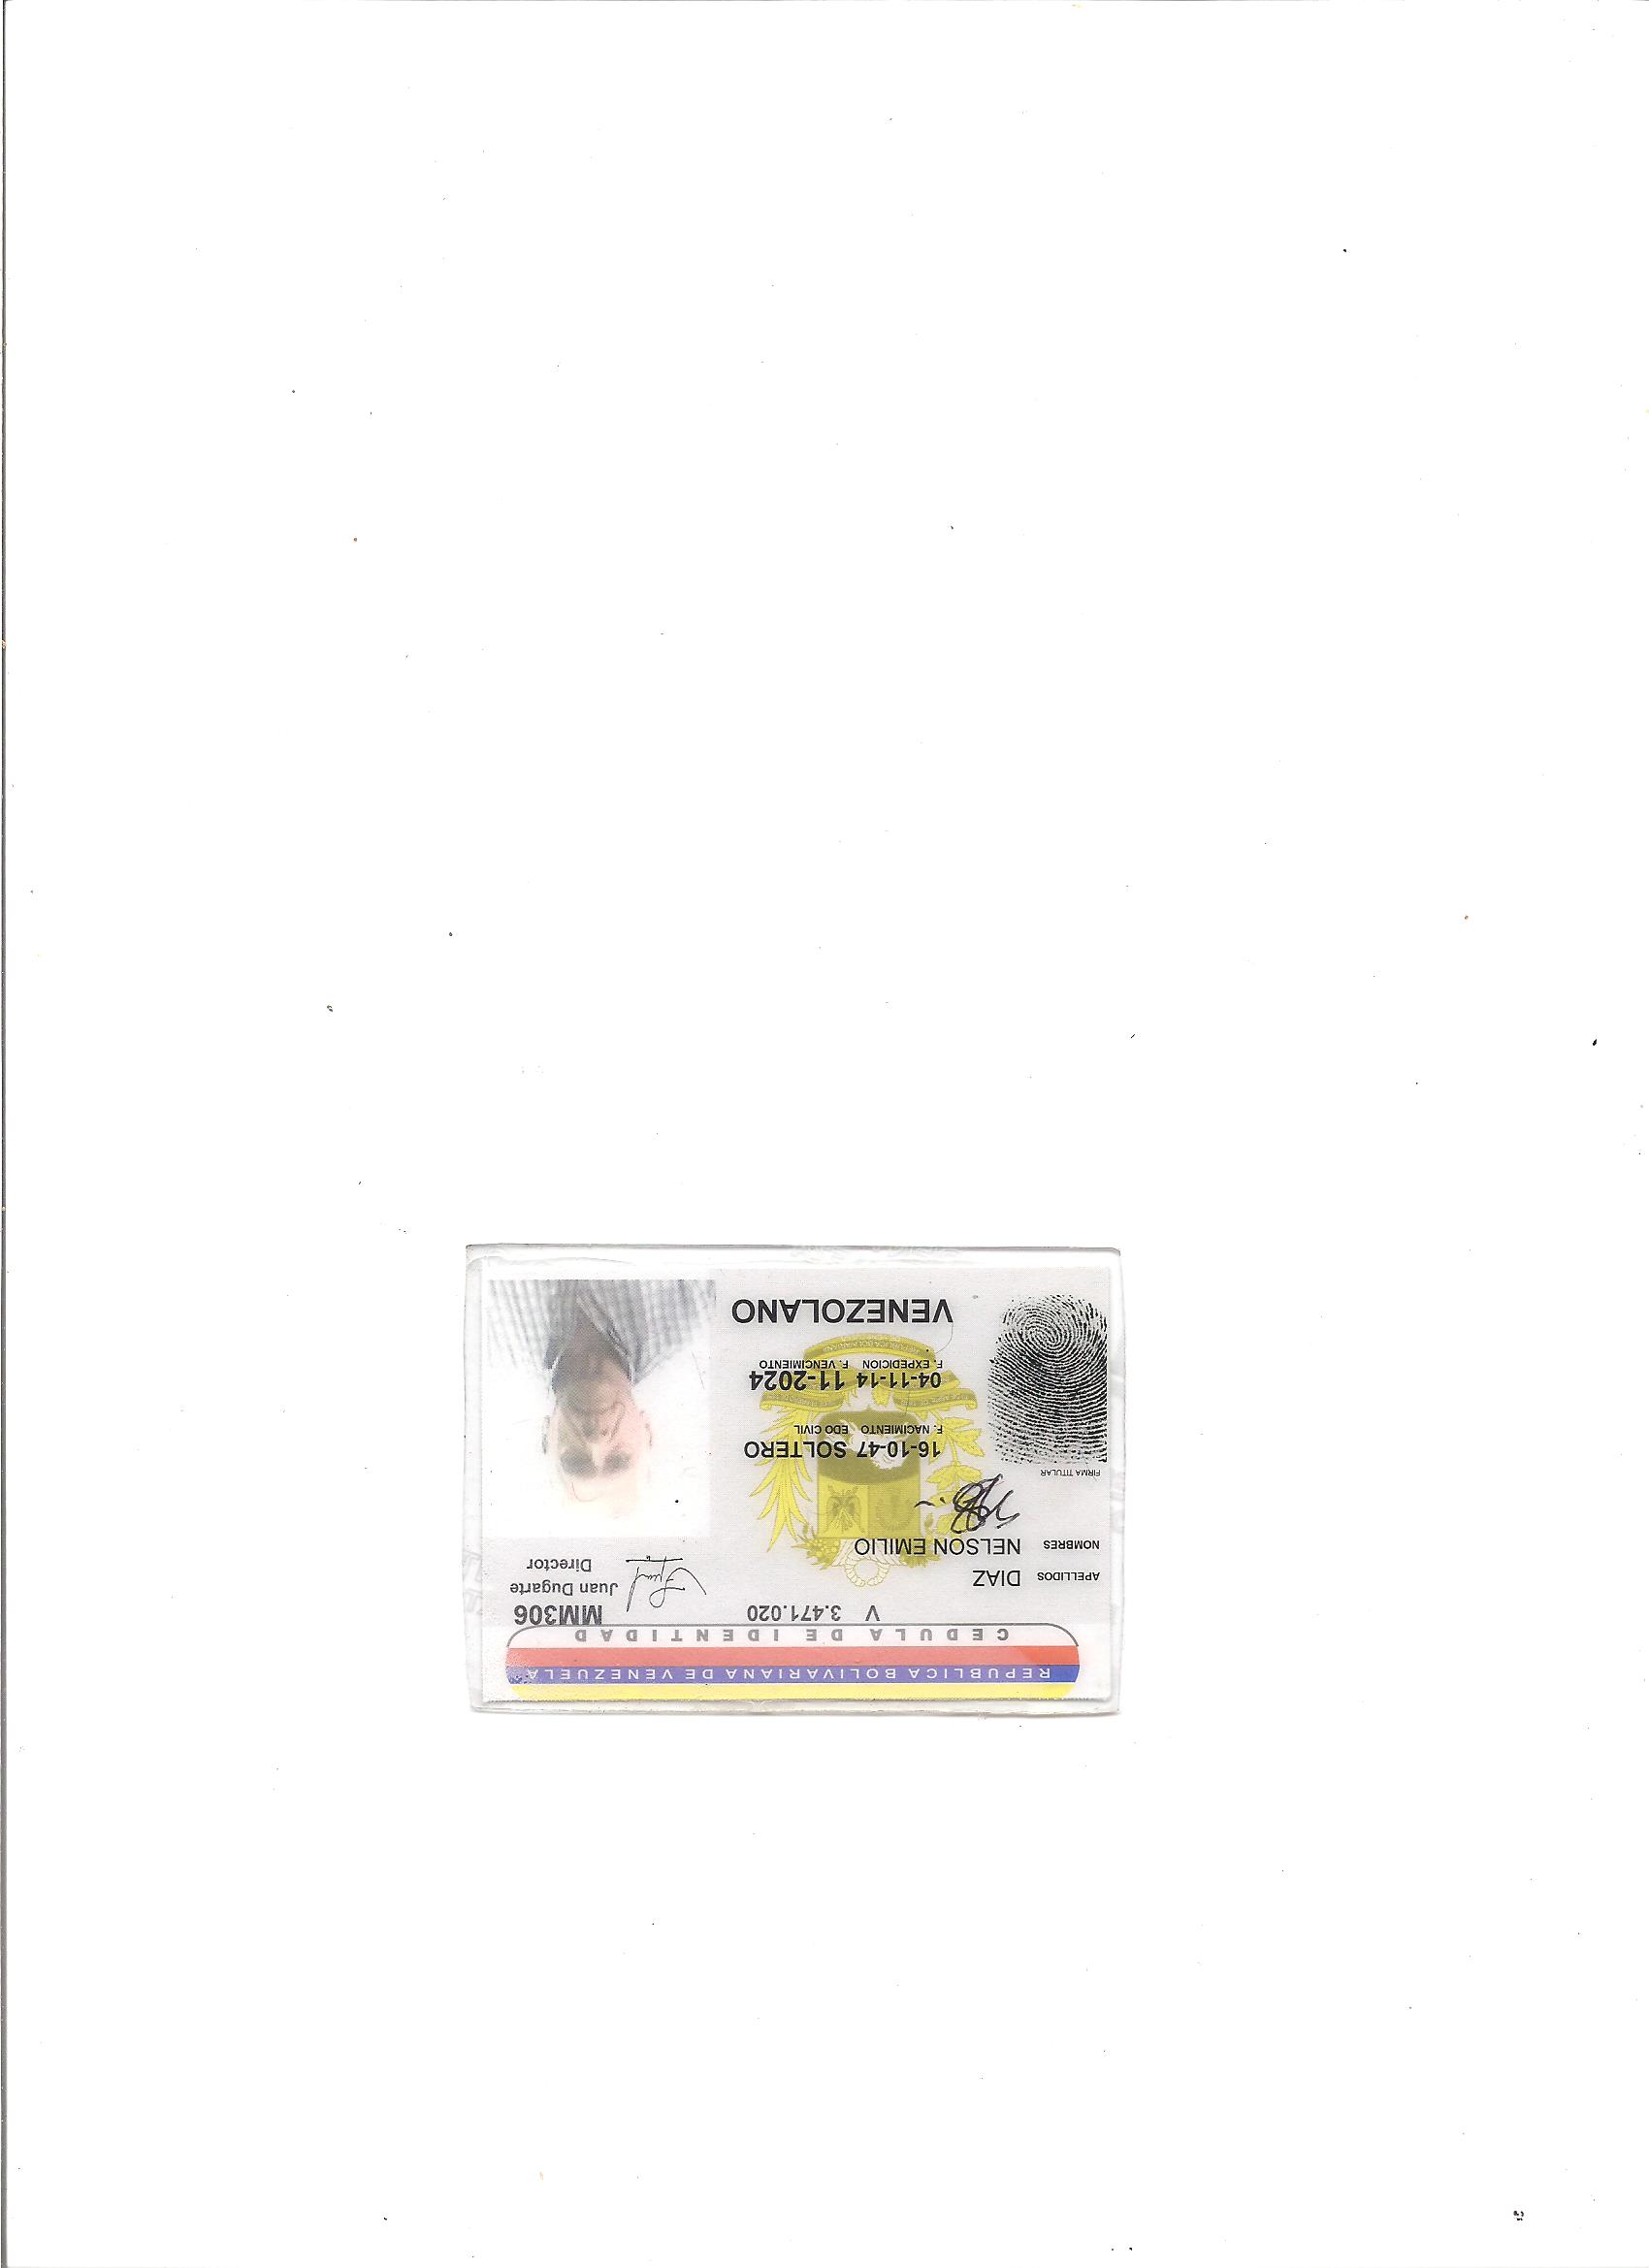 REPUBLICA BOLIVARIANA DE VENEZUELA
CEDULA DE IDENTIDAD
V 3.471.020
MM306
APELLIDOS DIAZ
Juan Dugarte
NOMBRES NELSON EMILIO
Director
FIRMA TITULAR
16-10-47 SOLTERO
F. NACIMIENTO EDO CIVIL
04-11-14 11-2024
F. EXPEDICION F. VENCIMIENTO
VENEZOLANO